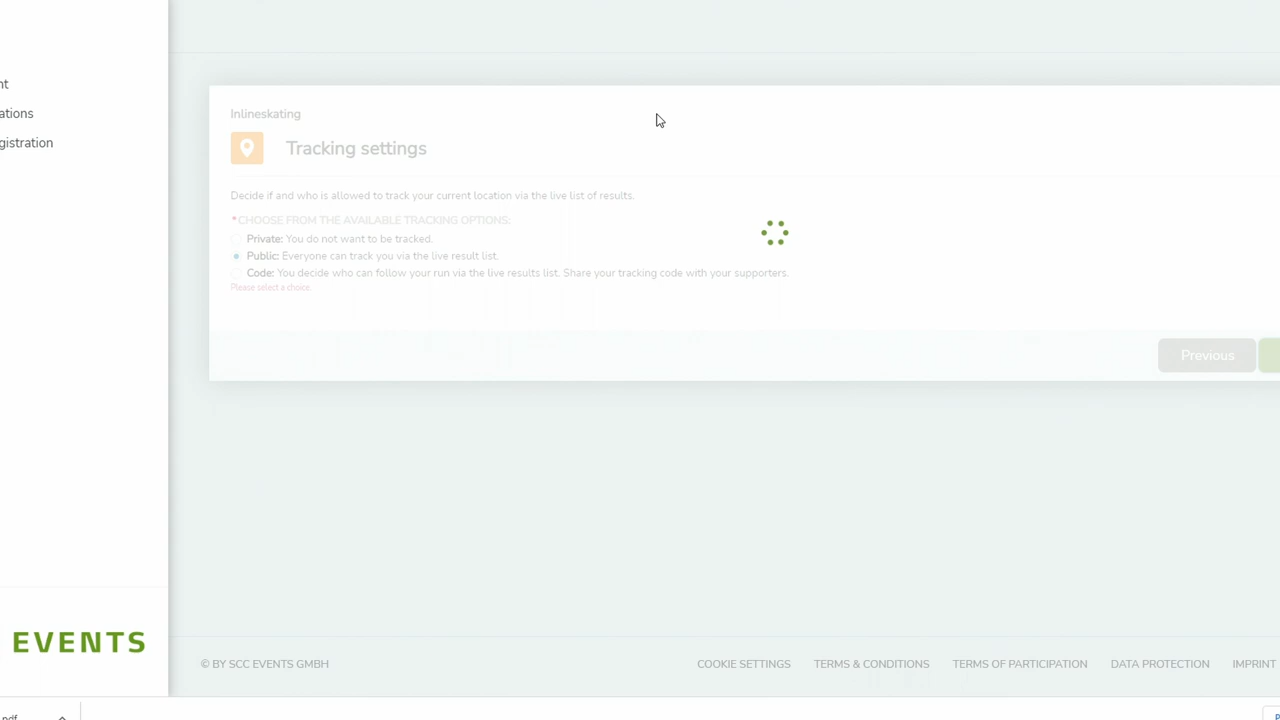 nt
ations
gistration
Inlineskating
Tracking settings
Decide if and who is allowed to track your current location via the live list of results.
*CHOOSE FROM THE AVAILABLE TRACKING OPTIONS:
Private: You do not want to be tracked.
Public: Everyone can track you via the live result list.
Code: You decide who can follow your run via the live results list. Share your tracking code with your supporters.
Please select a choice.
Previous
EVENTS
© BY SCC EVENTS GMBH
COOKIE SETTINGS
TERMS & CONDITIONS
TERMS OF PARTICIPATION
DATA PROTECTION
IMPRINT
.pdf